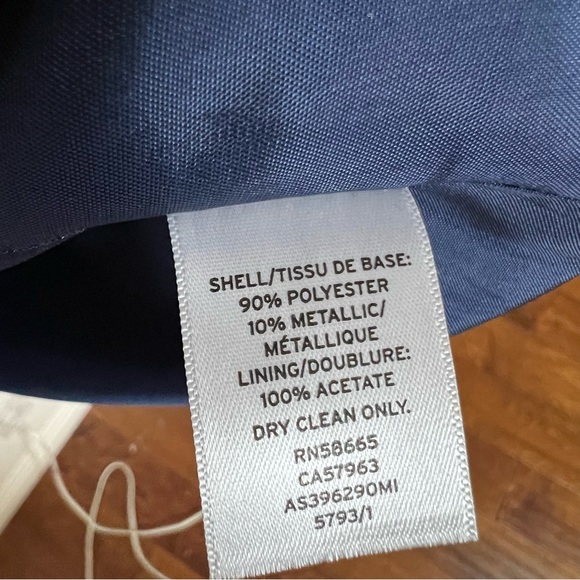 SHELL/TISSU DE BASE:
90% POLYESTER
10% METALLIC/
MÉTALLIQUE
LINING/DOUBLURE:
100% ACETATE
DRY CLEAN ONLY.
RN58665
CA57963
AS396290MI
5793/1